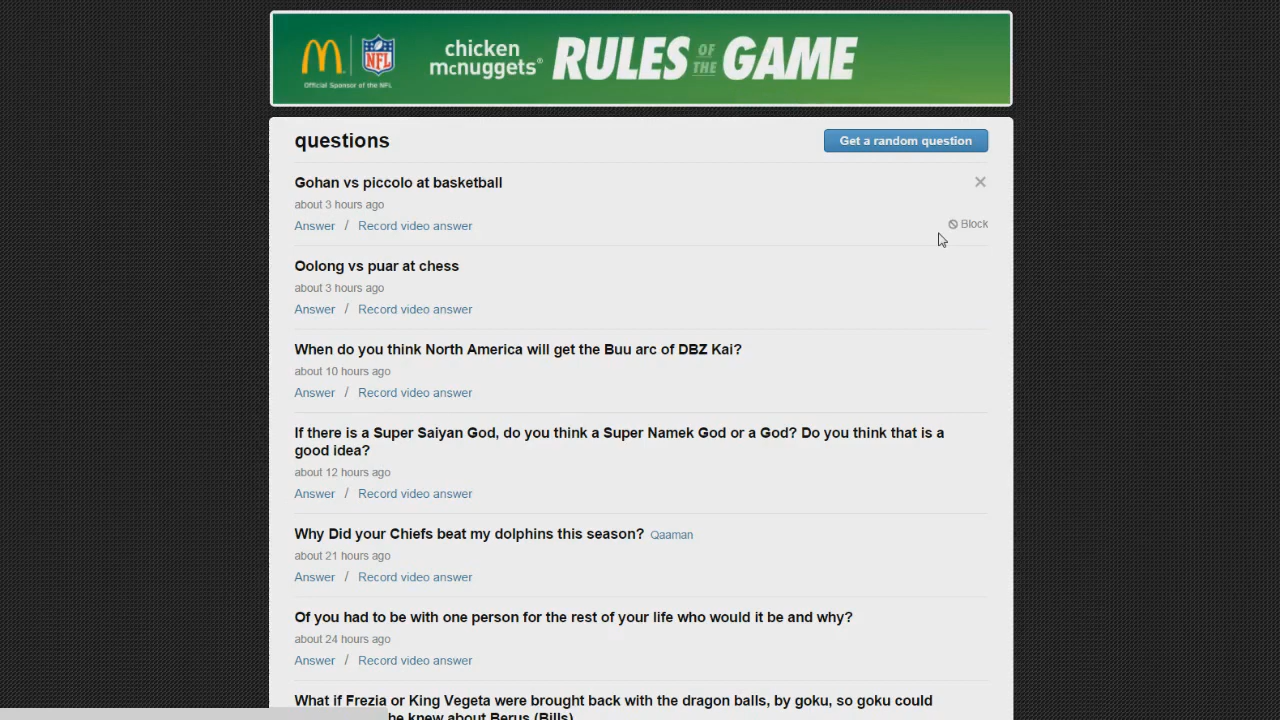 chicken
mcnuggets® RULES OF THE GAME
NFL
Official Sponsor of the NFL
questions
Get a random question
Gohan vs piccolo at basketball
about 3 hours ago
Answer / Record video answer
Block
Oolong vs puar at chess
about 3 hours ago
Answer / Record video answer
When do you think North America will get the Buu arc of DBZ Kai?
about 10 hours ago
Answer / Record video answer
If there is a Super Saiyan God, do you think a Super Namek God or a God? Do you think that is a
good idea?
about 12 hours ago
Answer / Record video answer
Why Did your Chiefs beat my dolphins this season? Qaaman
about 21 hours ago
Answer / Record video answer
Of you had to be with one person for the rest of your life who would it be and why?
about 24 hours ago
Answer / Record video answer
What if Frezia or King Vegeta were brought back with the dragon balls, by goku, so goku could
he knew about Berus (Bills)